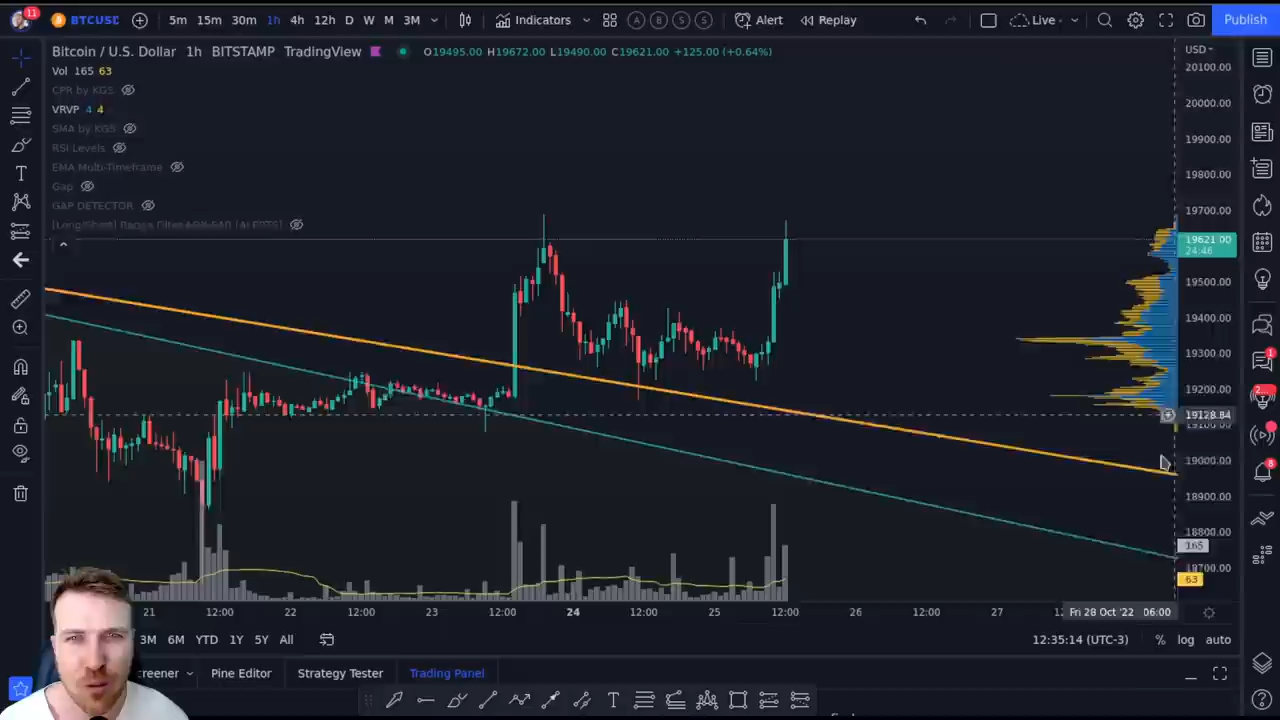 11 BTCUSD 5m 15m 30m 1h 4h 12h D W M 3M Indicators A B S S Alert Replay Live Publish
Bitcoin / U.S. Dollar 1h BITSTAMP TradingView O19495.00 H19672.00 L19490.00 C19621.00 +125.00 (+0.64%) USD
Vol 165 63
20100.00
CPR by KGS
20000.00
VRVP 4 4
SMA by KGS
19900.00
RSI Levels
EMA Multi-Timeframe
19800.00
Gap
GAP DETECTOR
19700.00
19621.00
24:46
19500.00
19400.00
19300.00
19200.00
19128.84
19100.00
19000.00
18900.00
18800.00
165
18700.00
63
21 12:00 22 12:00 23 12:00 24 12:00 25 12:00 26 12:00 27 Fri 28 Oct '22 06:00
3M 6M YTD 1Y 5Y All 12:35:14 (UTC-3) % log auto
reener Pine Editor Strategy Tester Trading Panel
1
8